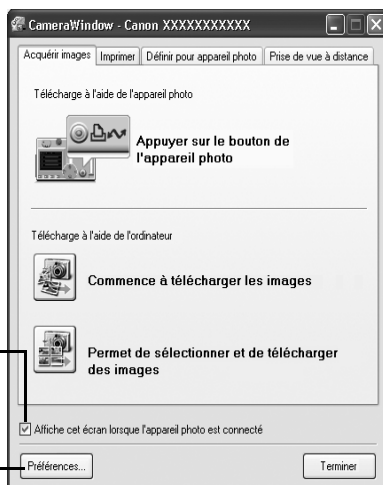 CameraWindow - Canon XXXXXXXXXXX
Acquérir images Imprimer Définir pour appareil photo Prise de vue à distance
Télécharge à l'aide de l'appareil photo
Appuyer sur le bouton de
l'appareil photo
Télécharge à l'aide de l'ordinateur
Commence à télécharger les images
Permet de sélectionner et de télécharger
des images
Affiche cet écran lorsque l'appareil photo est connecté
Préférences... Terminer